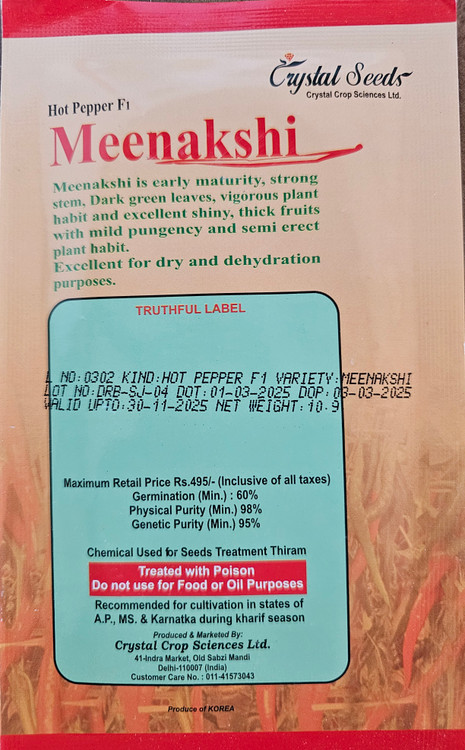 Crystal Seeds
Crystal Crop Sciences Ltd.
Hot Pepper F1
Meenakshi
Meenakshi is early maturity, strong
stem, Dark green leaves, vigorous plant
habit and excellent shiny, thick fruits
with mild pungency and semi erect
plant habit.
Excellent for dry and dehydration
purposes.
TRUTHFUL LABEL
L NO:0302 KIND:HOT PEPPER F1 VARIETY:MEENAKSHI
LOT NO:DRB-SJ-04 DOT:01-03-2025 DOP:03-03-2025
VALID UPTO:30-11-2025 NET WEIGHT:10.9
Maximum Retail Price Rs.495/- (Inclusive of all taxes)
Germination (Min.) : 60%
Physical Purity (Min.) 98%
Genetic Purity (Min.) 95%
Chemical Used for Seeds Treatment Thiram
Treated with Poison
Do not use for Food or Oil Purposes
Recommended for cultivation in states of
A.P., MS. & Karnatka during kharif season
Produced & Marketed By:
Crystal Crop Sciences Ltd.
41-Indra Market, Old Sabzi Mandi
Delhi-110007 (India)
Customer Care No. : 011-41573043
Produce of KOREA